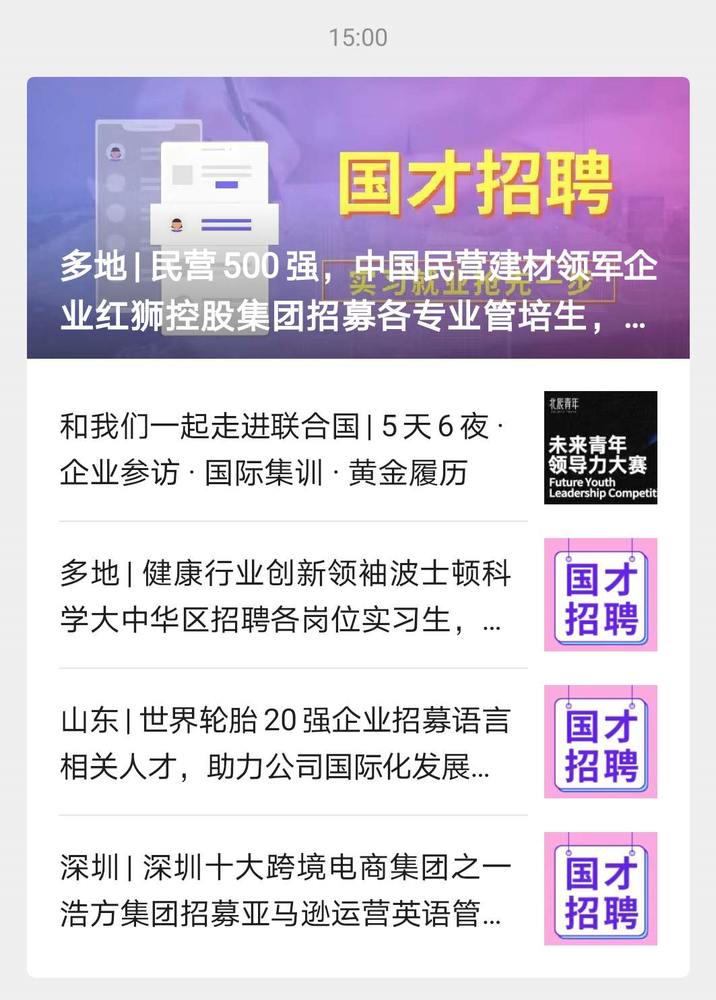 15:00
国才招聘
实习就业抢先一步
多地 | 民营 500 强，中国民营建材领军企
业红狮控股集团招募各专业管培生，...
和我们一起走进联合国 | 5 天 6 夜 ·
企业参访 · 国际集训 · 黄金履历
北辰青年
未来青年
领导力大赛
Future Youth
Leadership Competiti
多地 | 健康行业创新领袖波士顿科
学大中华区招聘各岗位实习生，...
国才
招聘
山东 | 世界轮胎 20 强企业招募语言
相关人才，助力公司国际化发展...
国才
招聘
深圳 | 深圳十大跨境电商集团之一
浩方集团招募亚马逊运营英语管...
国才
招聘